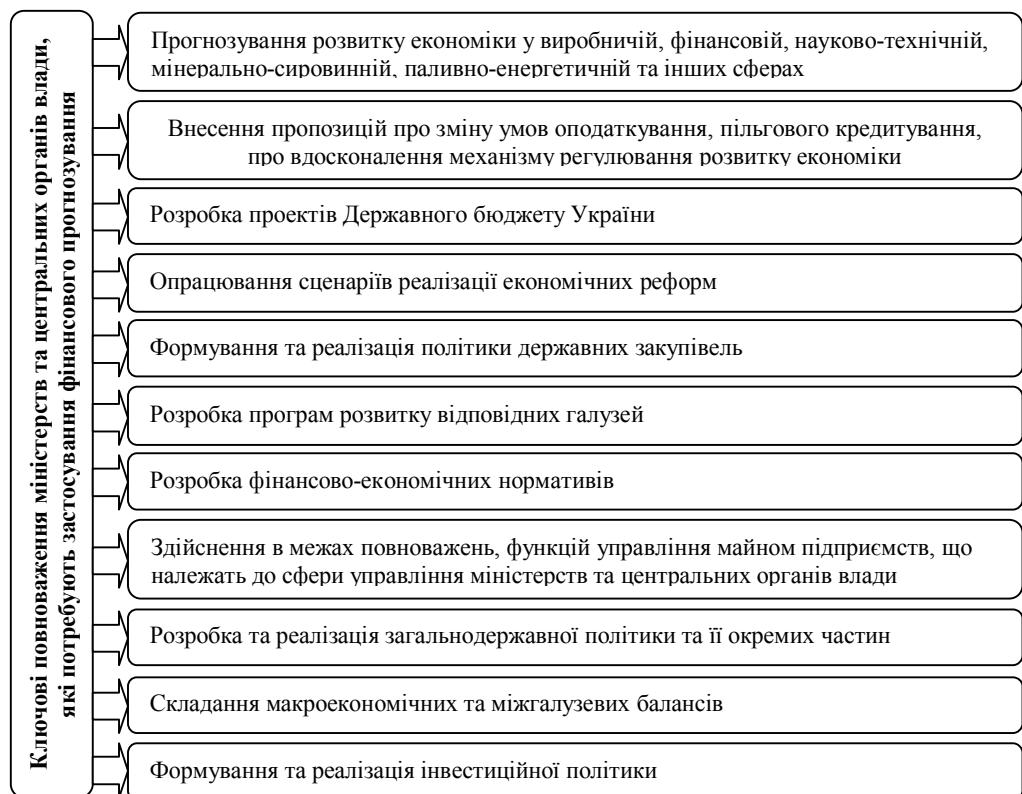 Ключові повноваження міністерств та центральних органів влади,
які потребують застосування фінансового прогнозування
Прогнозування розвитку економіки у виробничій, фінансовій, науково-технічній,
мінерально-сировинній, паливно-енергетичній та інших сферах
Внесення пропозицій про зміну умов оподаткування, пільгового кредитування,
про вдосконалення механізму регулювання розвитку економіки
Розробка проектів Державного бюджету України
Опрацювання сценаріїв реалізації економічних реформ
Формування та реалізація політики державних закупівель
Розробка програм розвитку відповідних галузей
Розробка фінансово-економічних нормативів
Здійснення в межах повноважень, функцій управління майном підприємств, що
належать до сфери управління міністерств та центральних органів влади
Розробка та реалізація загальнодержавної політики та її окремих частин
Складання макроекономічних та міжгалузевих балансів
Формування та реалізація інвестиційної політики